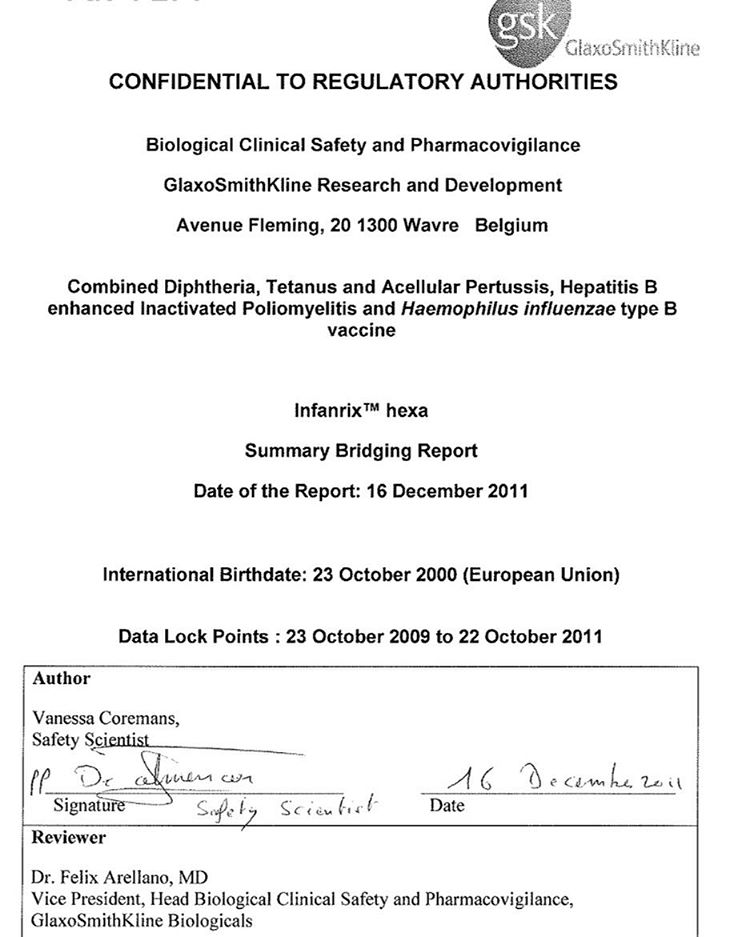 gsk
GlaxoSmithKline
CONFIDENTIAL TO REGULATORY AUTHORITIES
Biological Clinical Safety and Pharmacovigilance
GlaxoSmithKline Research and Development
Avenue Fleming, 20 1300 Wavre Belgium
Combined Diphtheria, Tetanus and Acellular Pertussis, Hepatitis B
enhanced Inactivated Poliomyelitis and Haemophilus influenzae type B
vaccine
Infanrix™ hexa
Summary Bridging Report
Date of the Report: 16 December 2011
International Birthdate: 23 October 2000 (European Union)
Data Lock Points : 23 October 2009 to 22 October 2011
Author
Vanessa Coremans,
Safety Scientist
pp Dr 16 December 2011
Signature Safety Scientist Date
Reviewer
Dr. Felix Arellano, MD
Vice President, Head Biological Clinical Safety and Pharmacovigilance,
GlaxoSmithKline Biologicals